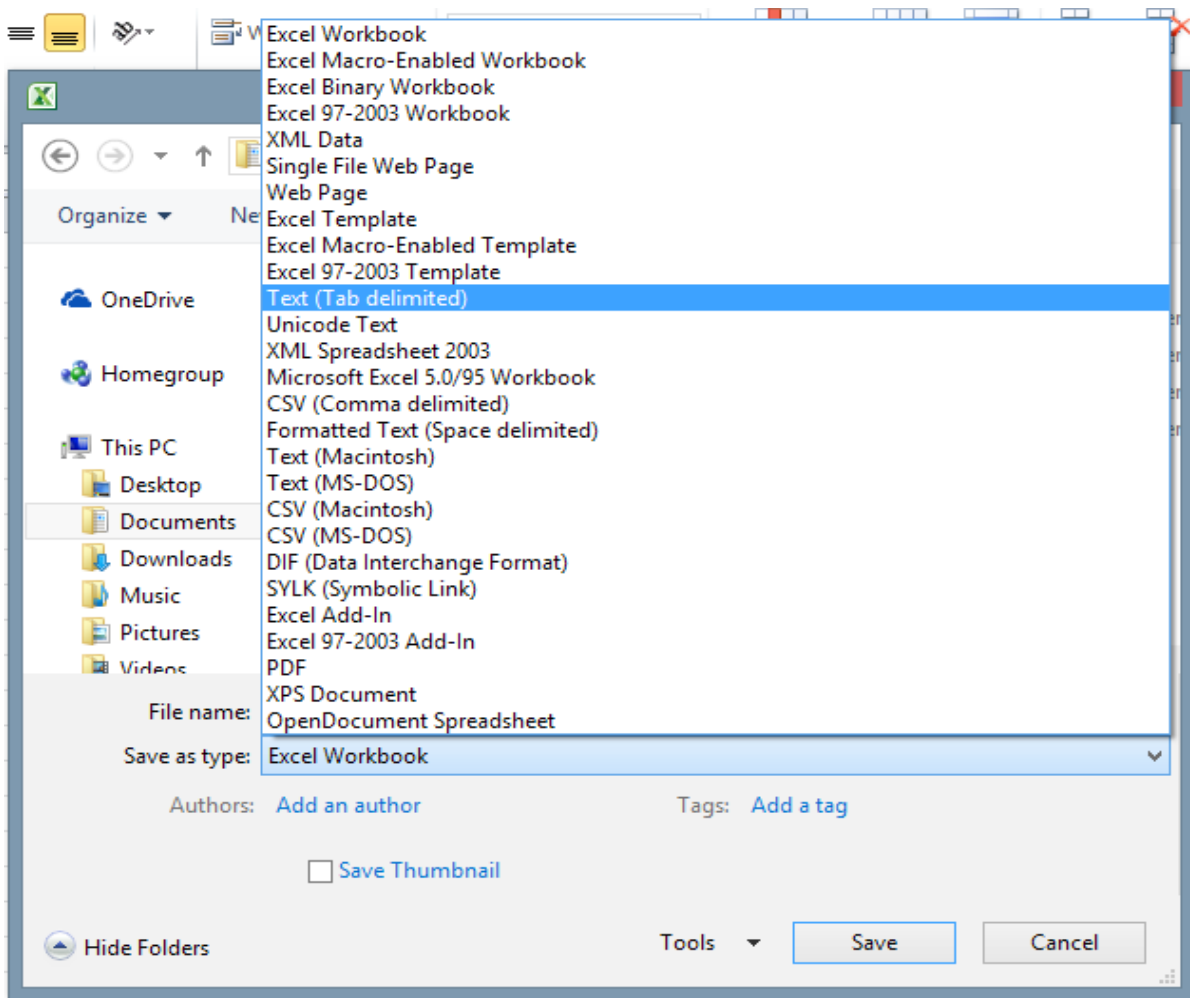 Excel Workbook
Excel Macro-Enabled Workbook
Excel Binary Workbook
Excel 97-2003 Workbook
XML Data
Single File Web Page
Web Page
Excel Template
Excel Macro-Enabled Template
Excel 97-2003 Template
Text (Tab delimited)
Unicode Text
XML Spreadsheet 2003
Microsoft Excel 5.0/95 Workbook
CSV (Comma delimited)
Formatted Text (Space delimited)
Text (Macintosh)
Text (MS-DOS)
CSV (Macintosh)
CSV (MS-DOS)
DIF (Data Interchange Format)
SYLK (Symbolic Link)
Excel Add-In
Excel 97-2003 Add-In
PDF
XPS Document
OpenDocument Spreadsheet
Organize
OneDrive
Homegroup
This PC
Desktop
Documents
Downloads
Music
Pictures
Videos
File name:
Save as type: Excel Workbook
Authors: Add an author Tags: Add a tag
Save Thumbnail
Hide Folders Tools Save Cancel